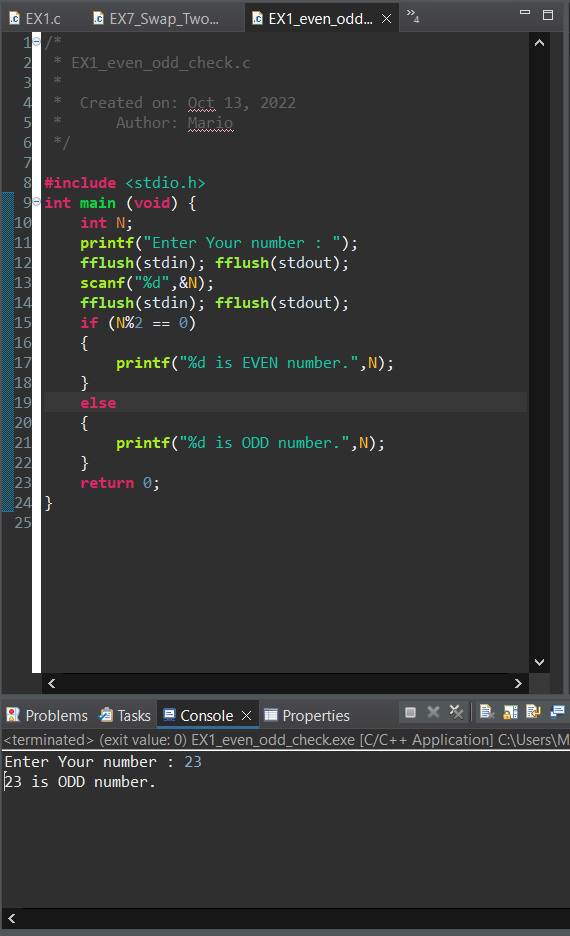 EX1.c EX7_Swap_Two... EX1_even_odd... »4
1 /*
2 * EX1_even_odd_check.c
3 *
4 * Created on: Oct 13, 2022
5 * Author: Mario
6 */
7
8 #include <stdio.h>
9 int main (void) {
10 int N;
11 printf("Enter Your number : ");
12 fflush(stdin); fflush(stdout);
13 scanf("%d",&N);
14 fflush(stdin); fflush(stdout);
15 if (N%2 == 0)
16 {
17 printf("%d is EVEN number.",N);
18 }
19 else
20 {
21 printf("%d is ODD number.",N);
22 }
23 return 0;
24 }
25
Problems Tasks Console Properties
<terminated> (exit value: 0) EX1_even_odd_check.exe [C/C++ Application] C:\Users\M
Enter Your number : 23
23 is ODD number.